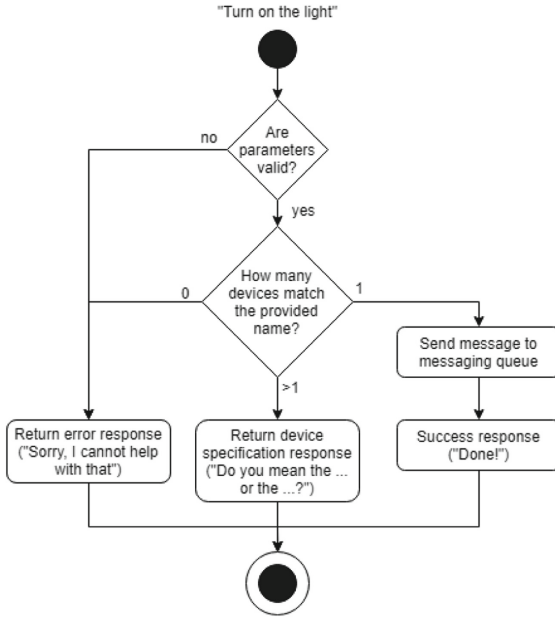 "Turn on the light"
Are
parameters
valid?
no
yes
How many
devices match
the provided
name?
0
1
>1
Send message to
messaging queue
Return error response
("Sorry, I cannot help
with that")
Return device
specification response
("Do you mean the ...
or the ...?")
Success response
("Done!")